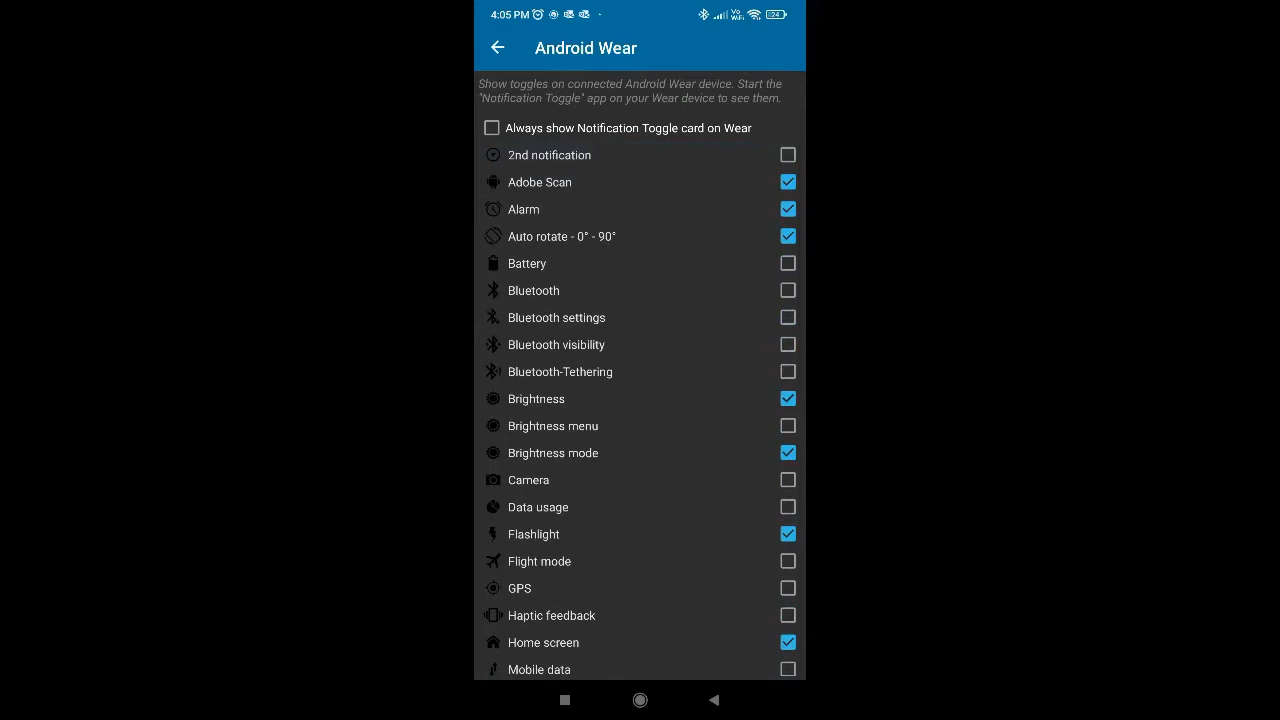 4:05 PM
Vo
WiFi
24
Android Wear
Show toggles on connected Android Wear device. Start the
"Notification Toggle" app on your Wear device to see them.
Always show Notification Toggle card on Wear
2nd notification
Adobe Scan
Alarm
Auto rotate - 0° - 90°
Battery
Bluetooth
Bluetooth settings
Bluetooth visibility
Bluetooth-Tethering
Brightness
Brightness menu
Brightness mode
Camera
Data usage
Flashlight
Flight mode
GPS
Haptic feedback
Home screen
Mobile data